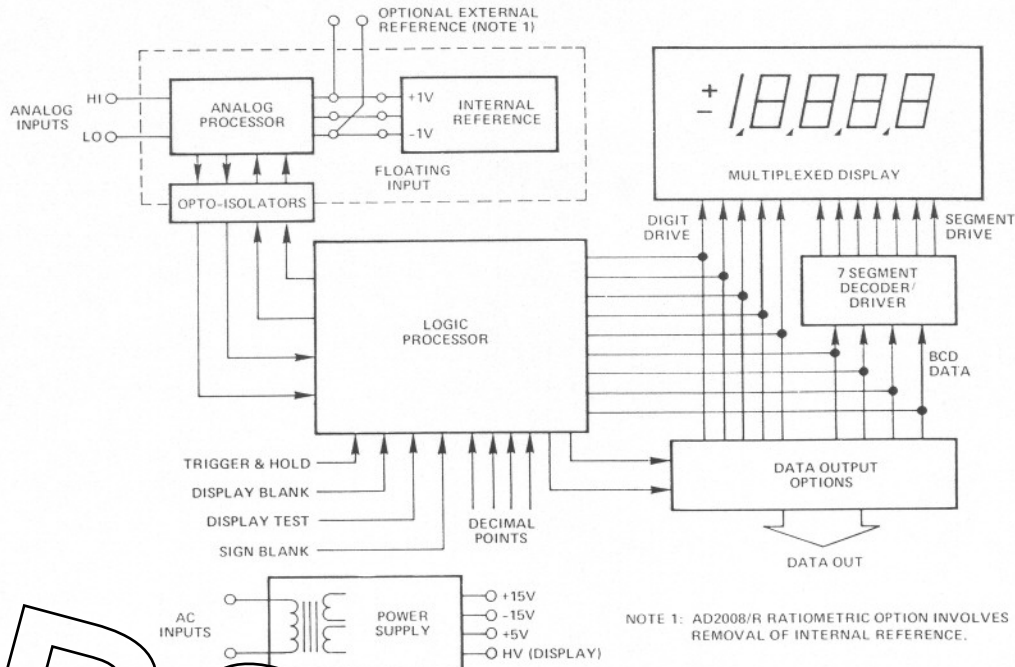 OPTIONAL EXTERNAL
REFERENCE (NOTE 1)
ANALOG
INPUTS
HI
LO
ANALOG
PROCESSOR
+1V
-1V
INTERNAL
REFERENCE
FLOATING
INPUT
OPTO-ISOLATORS
+
-
18.8.8.8
MULTIPLEXED DISPLAY
DIGIT
DRIVE
SEGMENT
DRIVE
7 SEGMENT
DECODER/
DRIVER
LOGIC
PROCESSOR
BCD
DATA
TRIGGER & HOLD
DISPLAY BLANK
DISPLAY TEST
SIGN BLANK
DECIMAL
POINTS
DATA OUTPUT
OPTIONS
DATA OUT
AC
INPUTS
POWER
SUPPLY
+15V
-15V
+5V
HV (DISPLAY)
NOTE 1: AD2008/R RATIOMETRIC OPTION INVOLVES
REMOVAL OF INTERNAL REFERENCE.